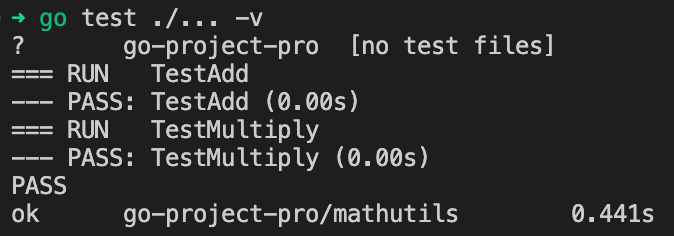 → go test ./... -v
?       go-project-pro  [no test files]
=== RUN   TestAdd
--- PASS: TestAdd (0.00s)
=== RUN   TestMultiply
--- PASS: TestMultiply (0.00s)
PASS
ok      go-project-pro/mathutils        0.441s